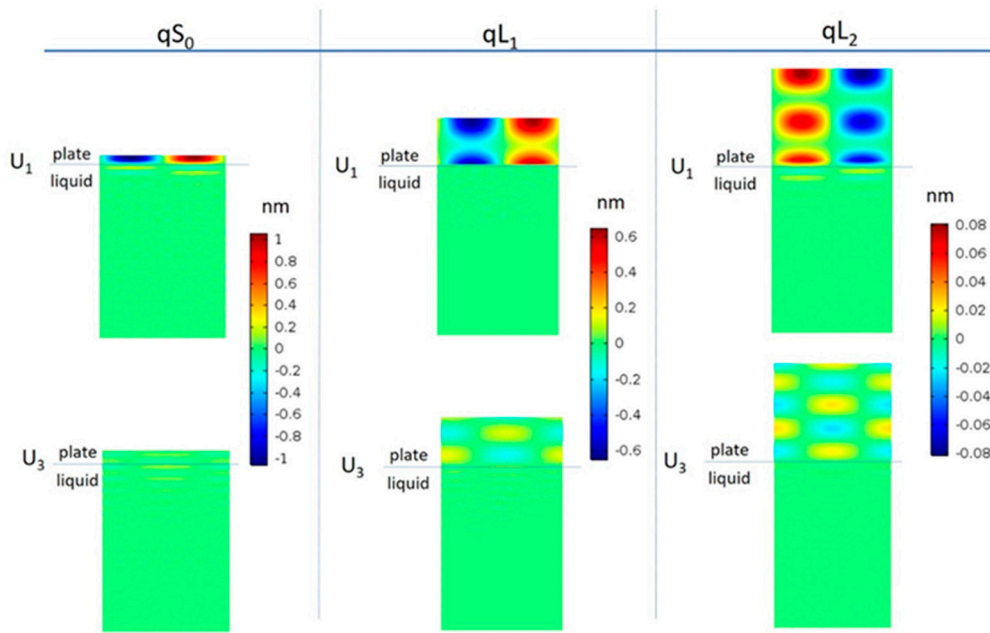 qS₀ qL₁ qL₂
U₁ plate
liquid
nm
1
0.8
0.6
0.4
0.2
0
-0.2
-0.4
-0.6
-0.8
-1
U₃ plate
liquid
U₁ plate
liquid
nm
0.6
0.4
0.2
0
-0.2
-0.4
-0.6
U₃ plate
liquid
U₁ plate
liquid
nm
0.08
0.06
0.04
0.02
0
-0.02
-0.04
-0.06
-0.08
U₃ plate
liquid